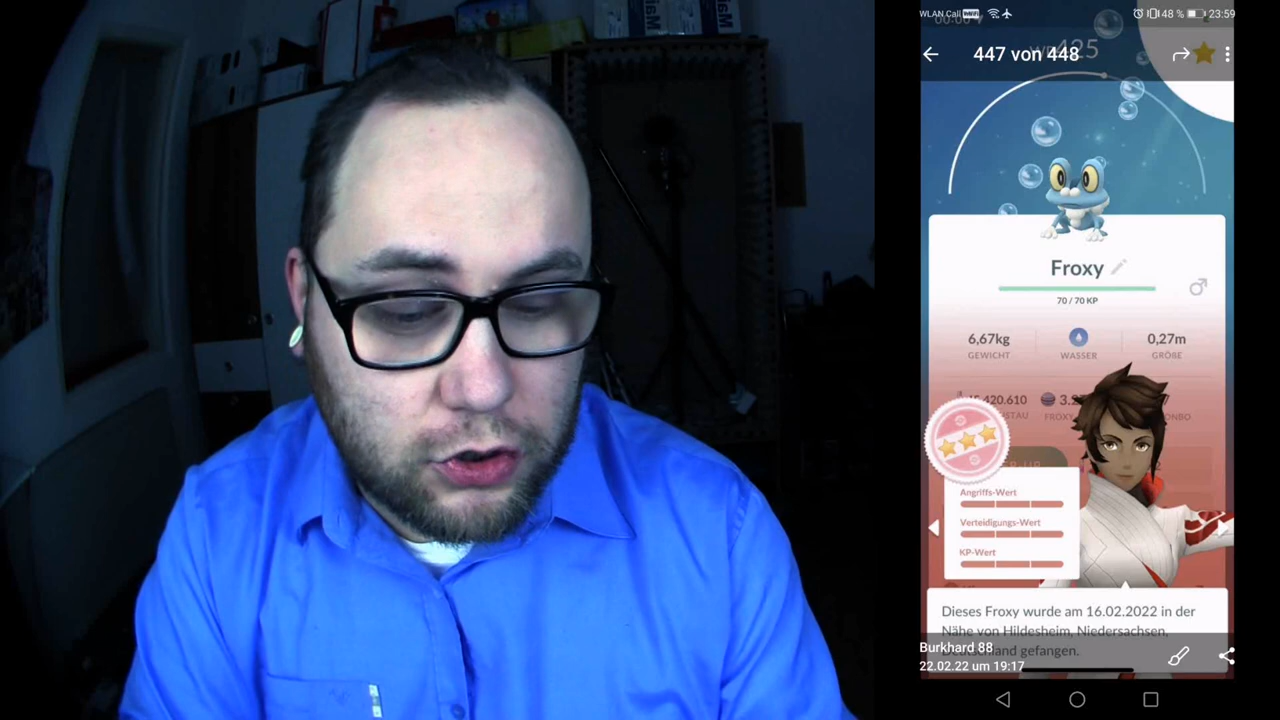 WLAN Call 48 % 23:59
447 von 448
Froxy
70 / 70 KP
6,67kg WASSER 0,27m
GEWICHT GRÖßE
Angriffs-Wert
Verteidigungs-Wert
KP-Wert
Dieses Froxy wurde am 16.02.2022 in der
Nähe von Hildesheim, Niedersachsen,
Deutschland gefangen.
Burkhard 88
22.02.22 um 19:17